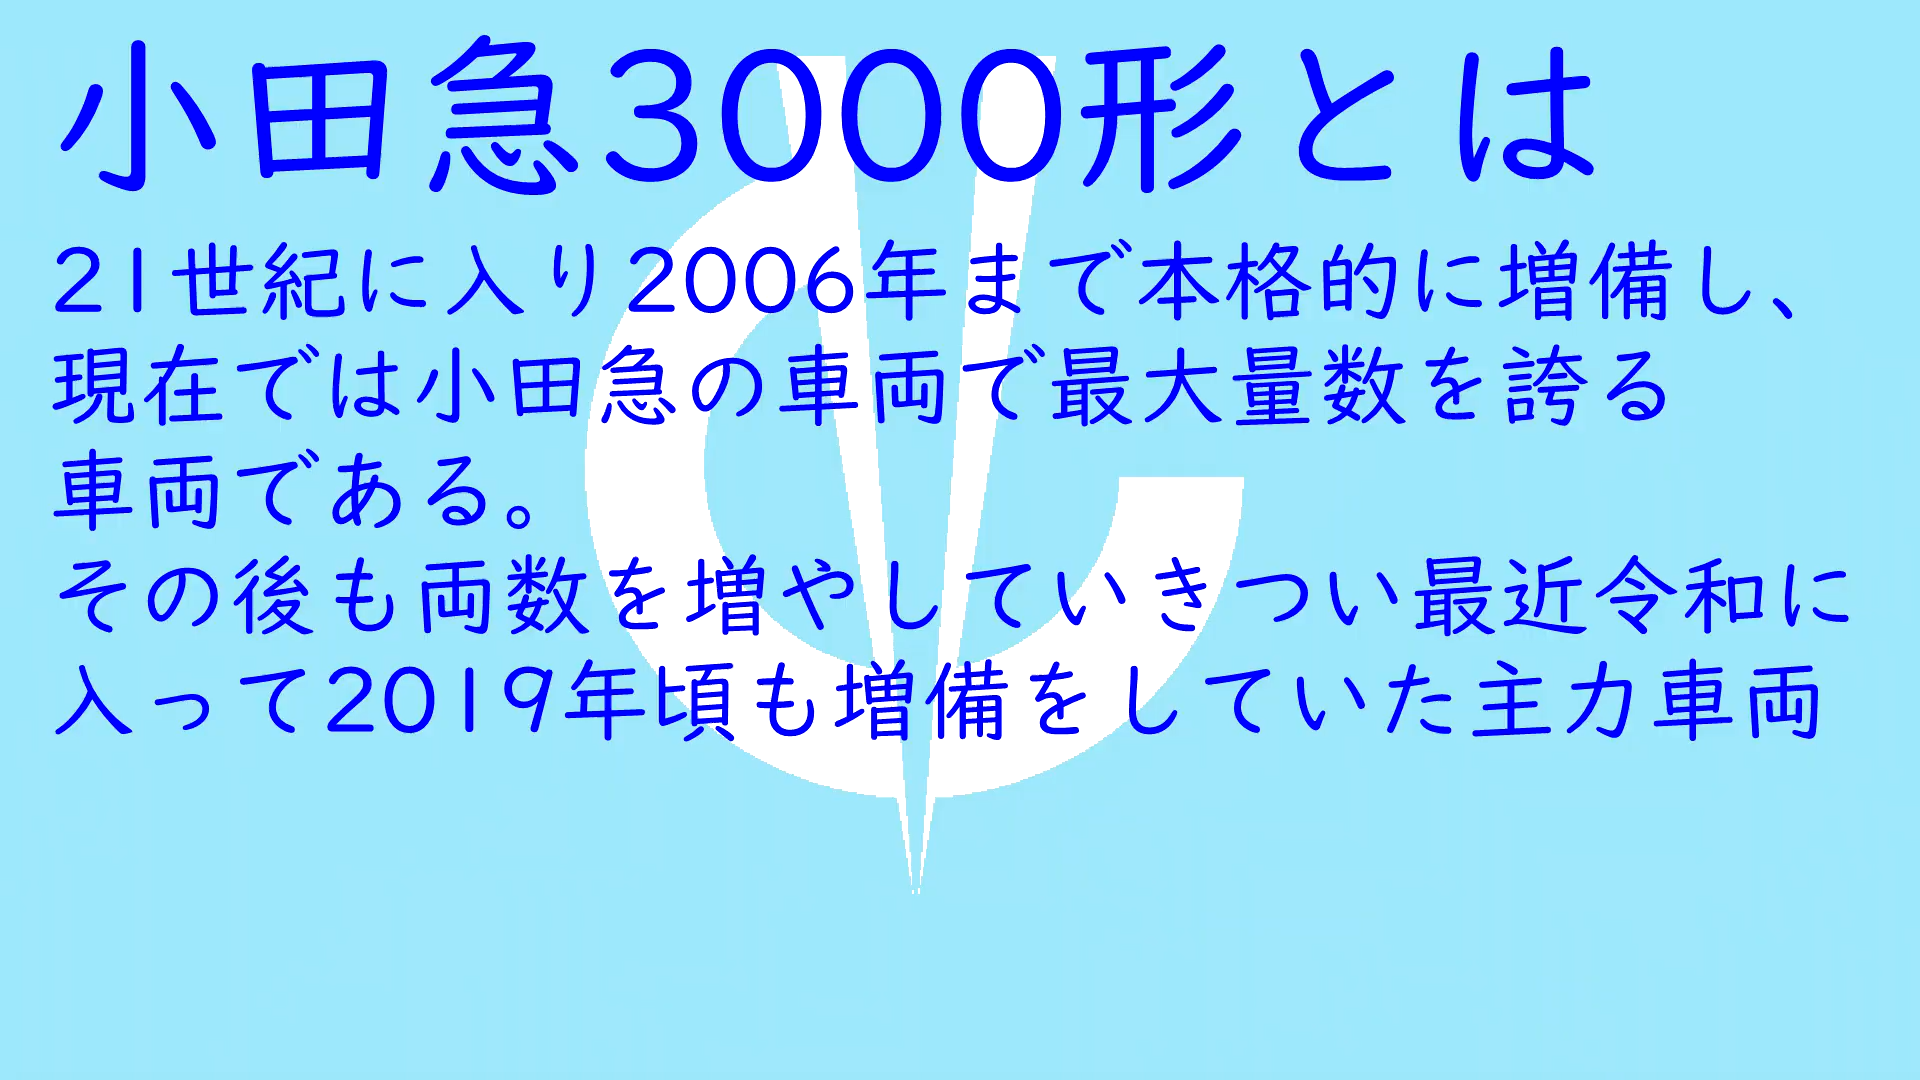 小田急3000形とは
21世紀に入り2006年まで本格的に増備し、
現在では小田急の車両で最大量数を誇る
車両である。
その後も両数を増やしていきつい最近令和に
入って2019年頃も増備をしていた主力車両